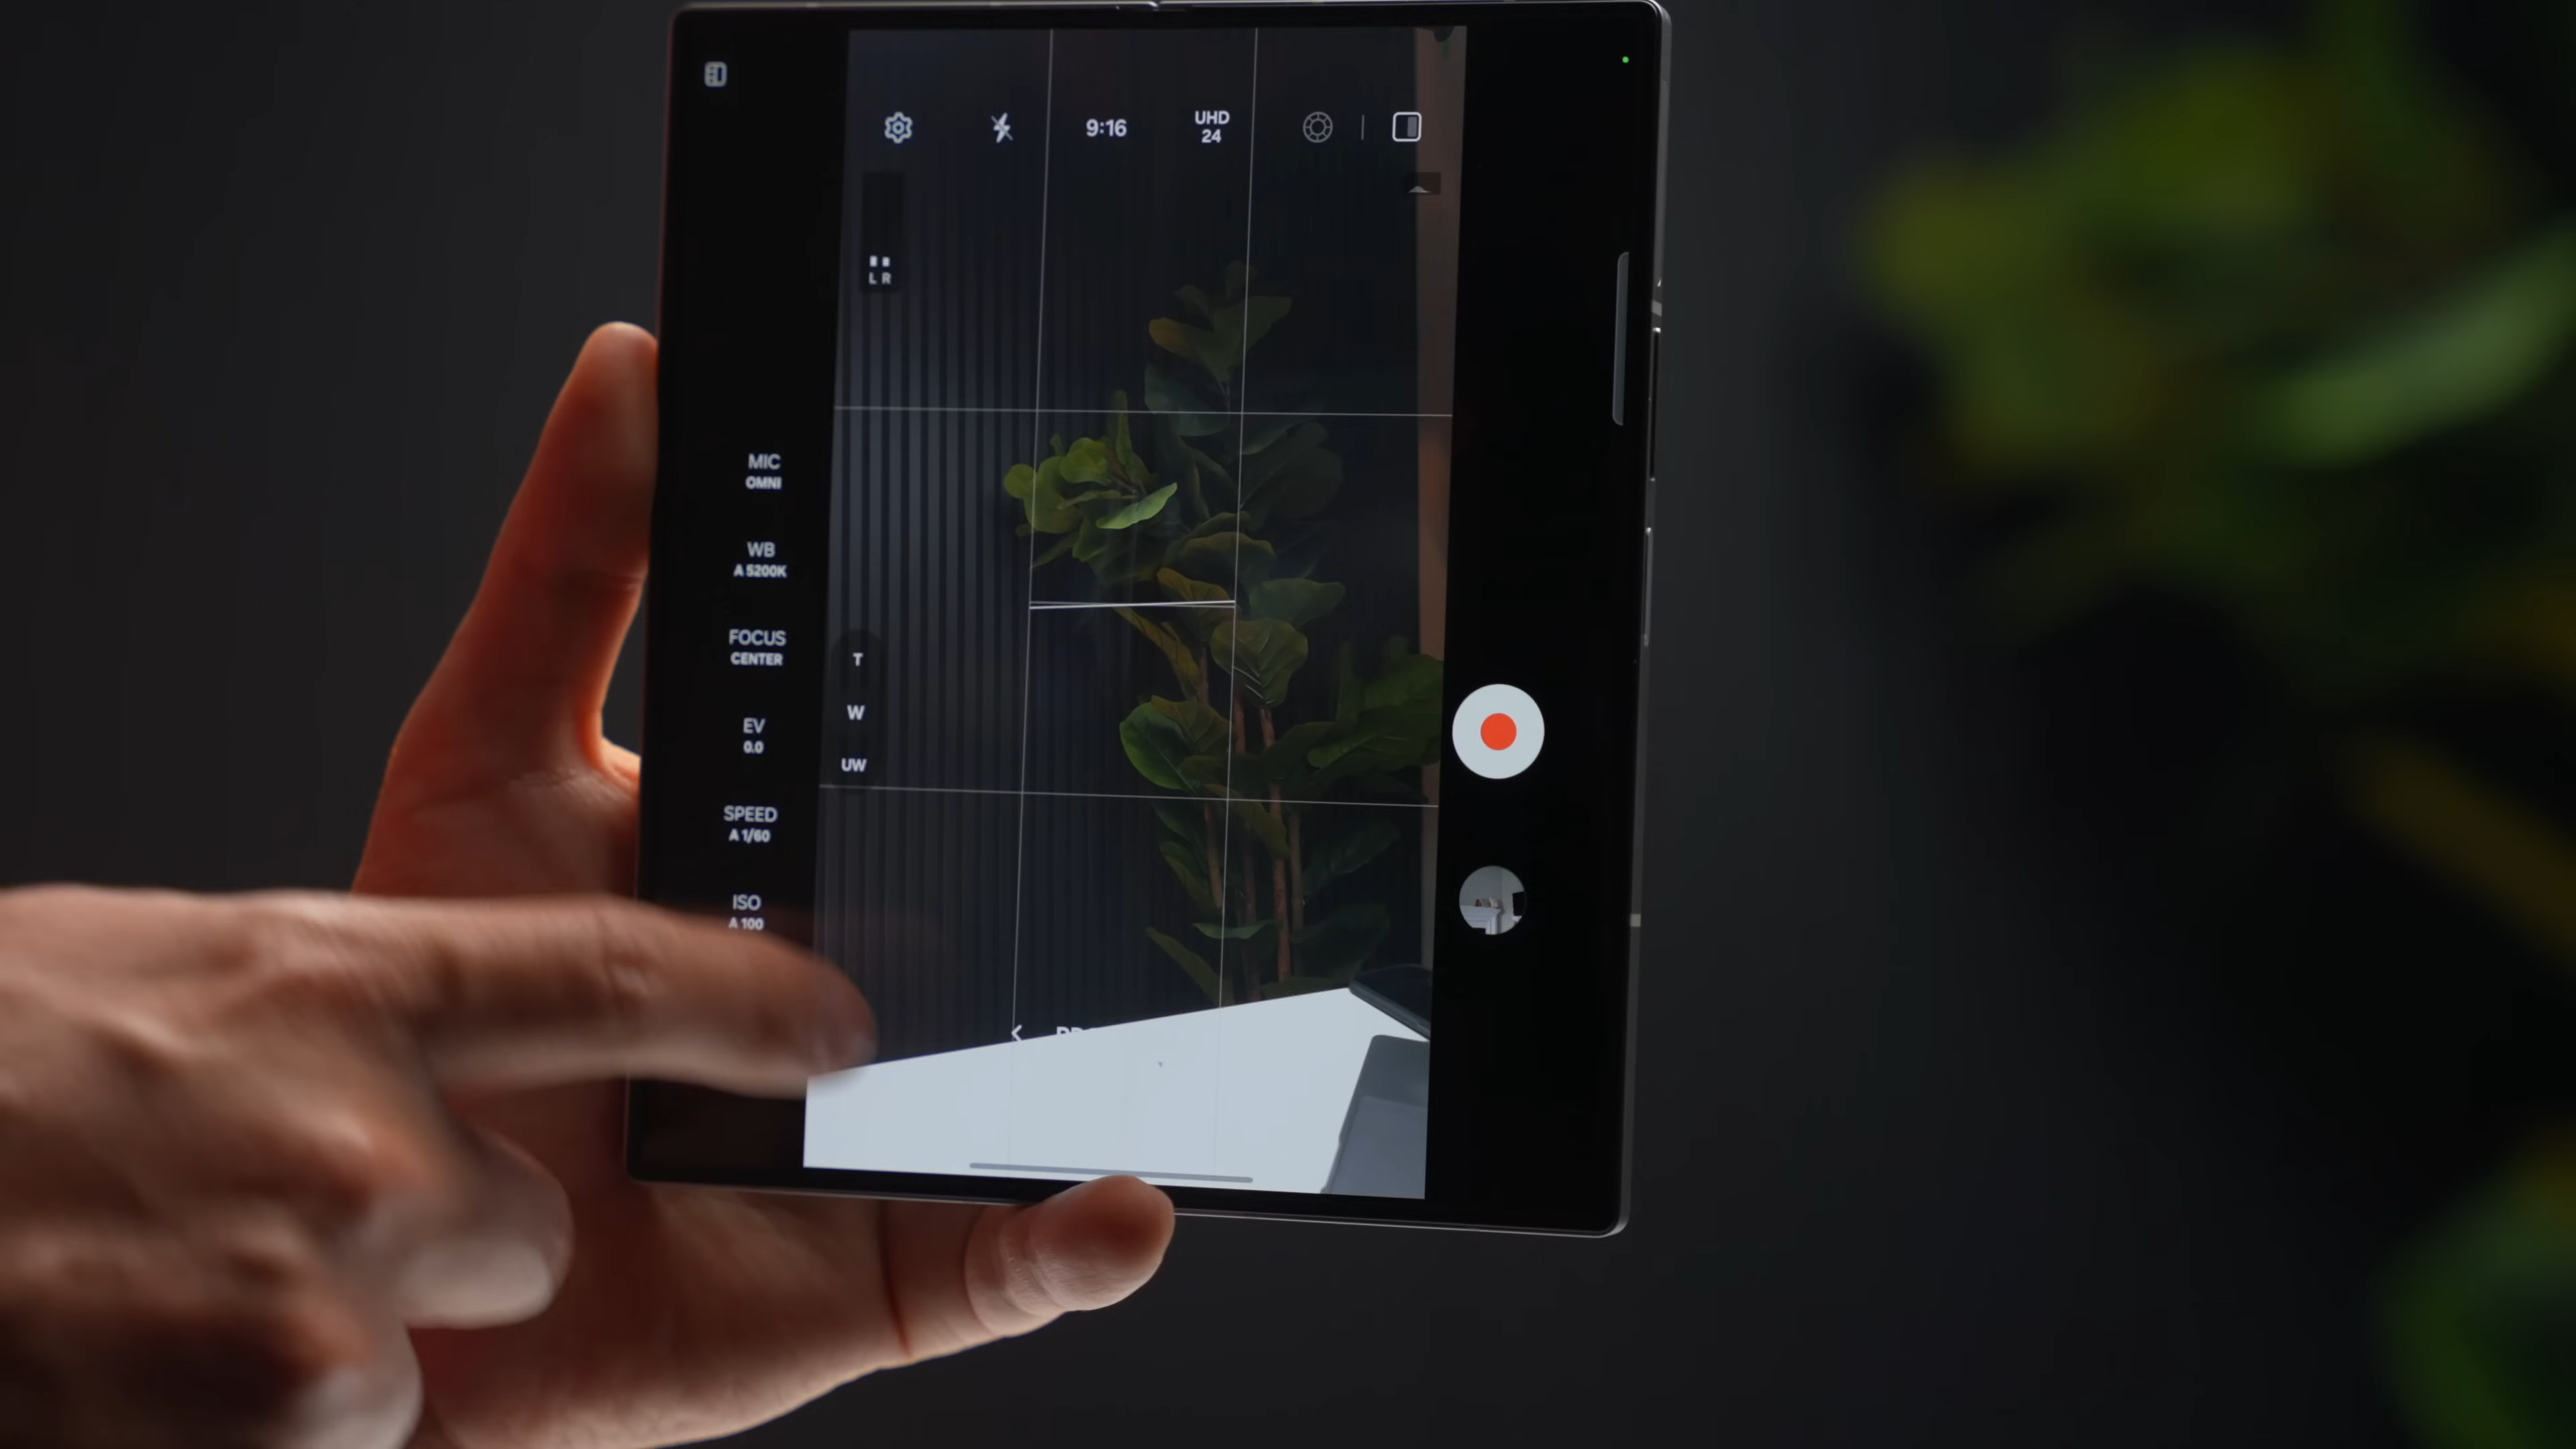 9:16
UHD
24
L R
MIC
OMNI
WB
A 5200K
FOCUS
CENTER
EV
0.0
SPEED
A 1/60
ISO
A 100
T
W
UW